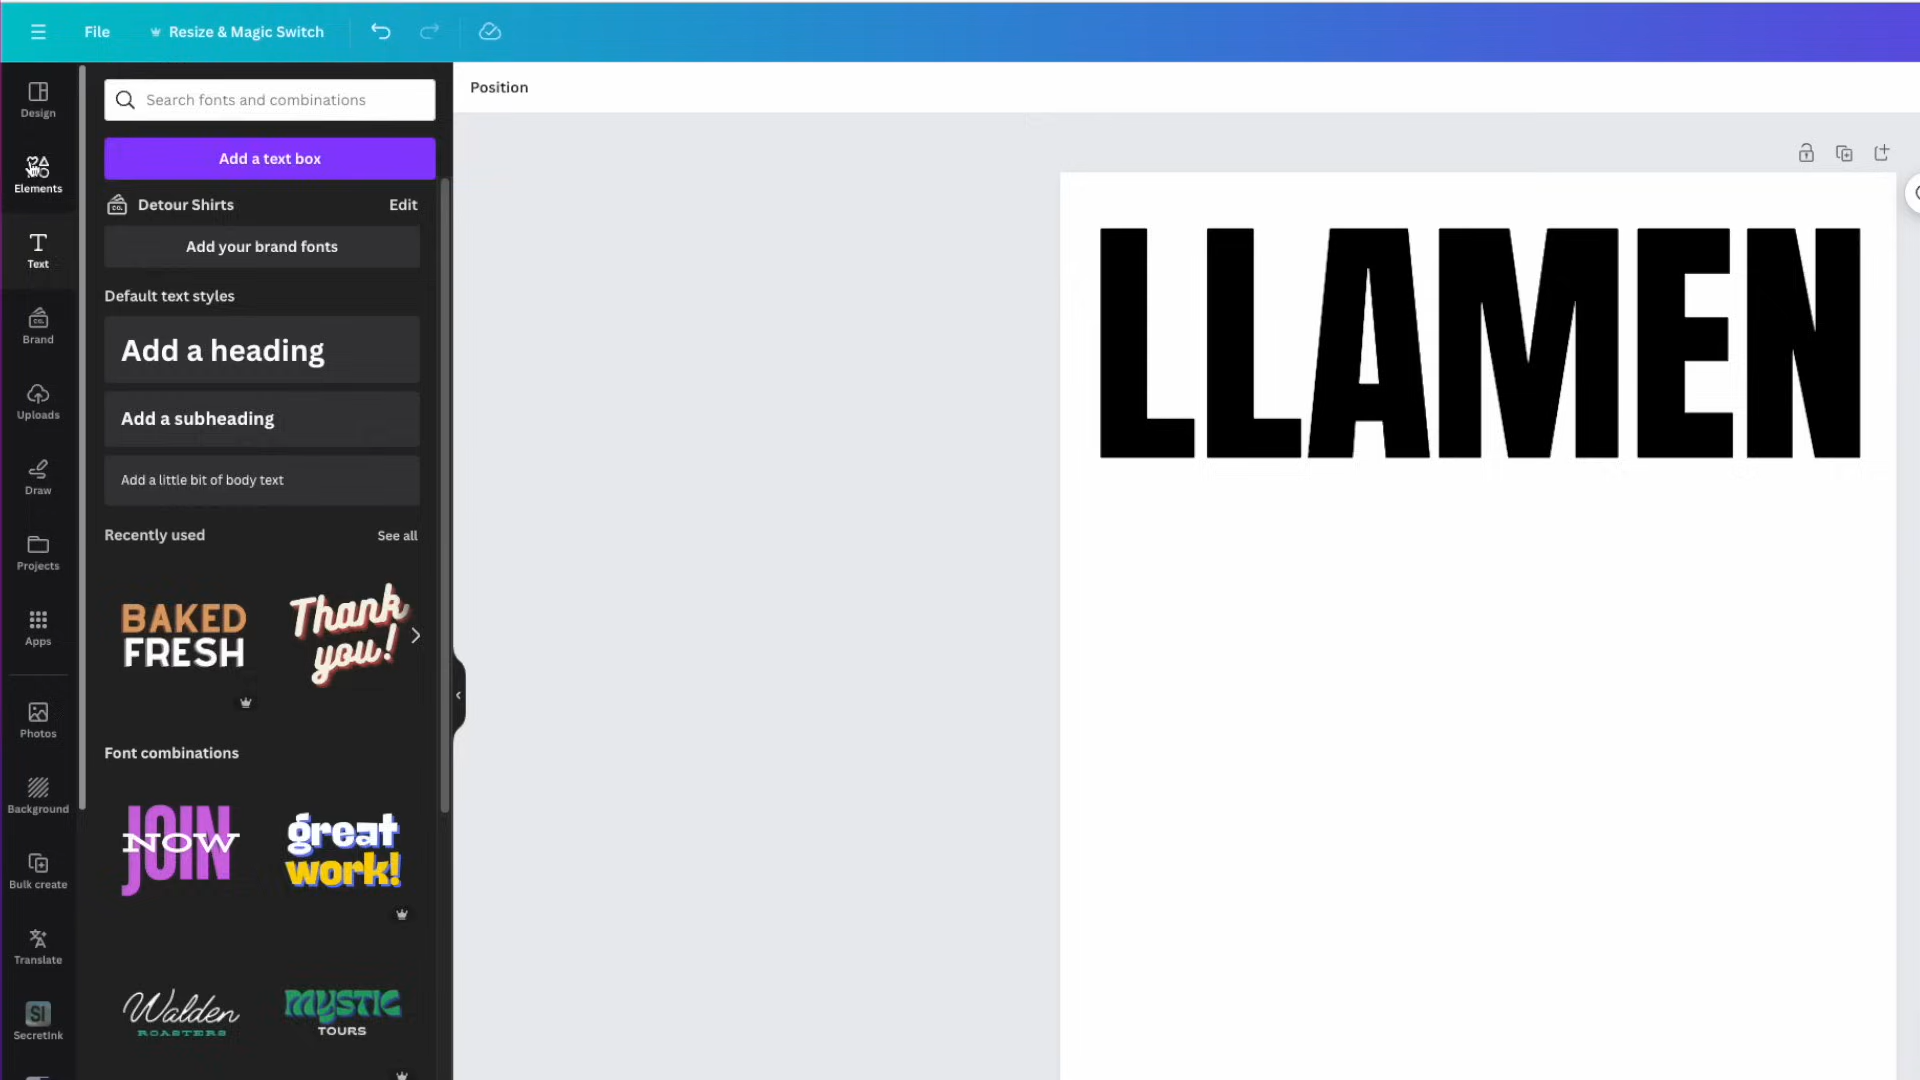 File
Resize & Magic Switch
Design
Elements
Text
Brand
Uploads
Draw
Projects
Apps
Photos
Background
Bulk create
Translate
SI
SecretInk
Search fonts and combinations
Add a text box
CO.
Detour Shirts
Edit
Add your brand fonts
Default text styles
Add a heading
Add a subheading
Add a little bit of body text
Recently used
See all
BAKED
FRESH
Thank
you!
Font combinations
JOIN
NOW
great
work!
Walden
ROASTERS
MYSTIC
TOURS
Position
LLAMEN